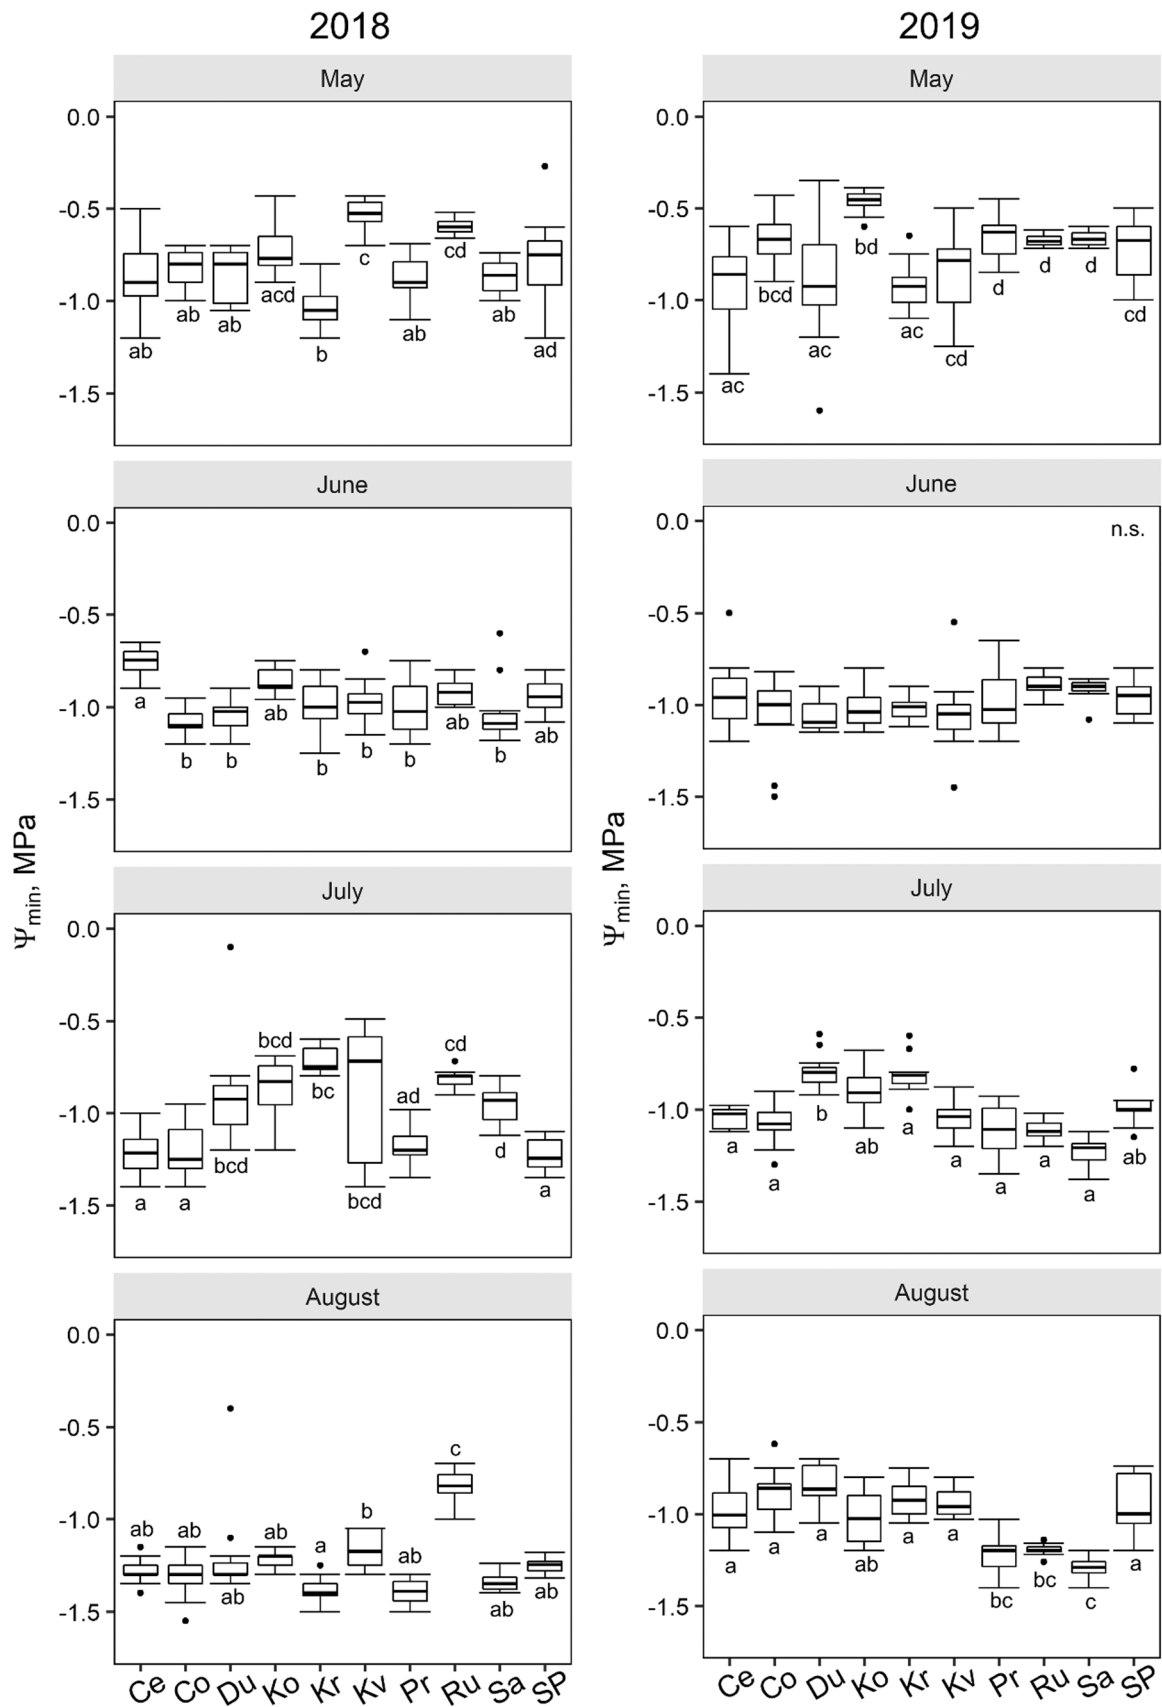 2018
2019
May
May
0.0
-0.5
-1.0
-1.5
ab
ab
ab
acd
b
c
ab
cd
ab
ad
0.0
-0.5
-1.0
-1.5
ac
bcd
ac
bd
ac
cd
d
d
d
cd
June
June
0.0
-0.5
-1.0
-1.5
a
b
b
ab
b
b
b
ab
b
ab
0.0
-0.5
-1.0
-1.5
n.s.
Ψmin, MPa
Ψmin, MPa
July
July
0.0
-0.5
-1.0
-1.5
a
a
bcd
bcd
bc
bcd
ad
cd
d
a
0.0
-0.5
-1.0
-1.5
a
a
b
ab
a
a
a
a
a
ab
August
August
0.0
-0.5
-1.0
-1.5
ab
ab
ab
ab
a
b
ab
c
ab
ab
0.0
-0.5
-1.0
-1.5
a
a
a
ab
a
a
bc
bc
c
a
Ce Co Du Ko Kr Kv Pr Ru Sa SP
Ce Co Du Ko Kr Kv Pr Ru Sa SP